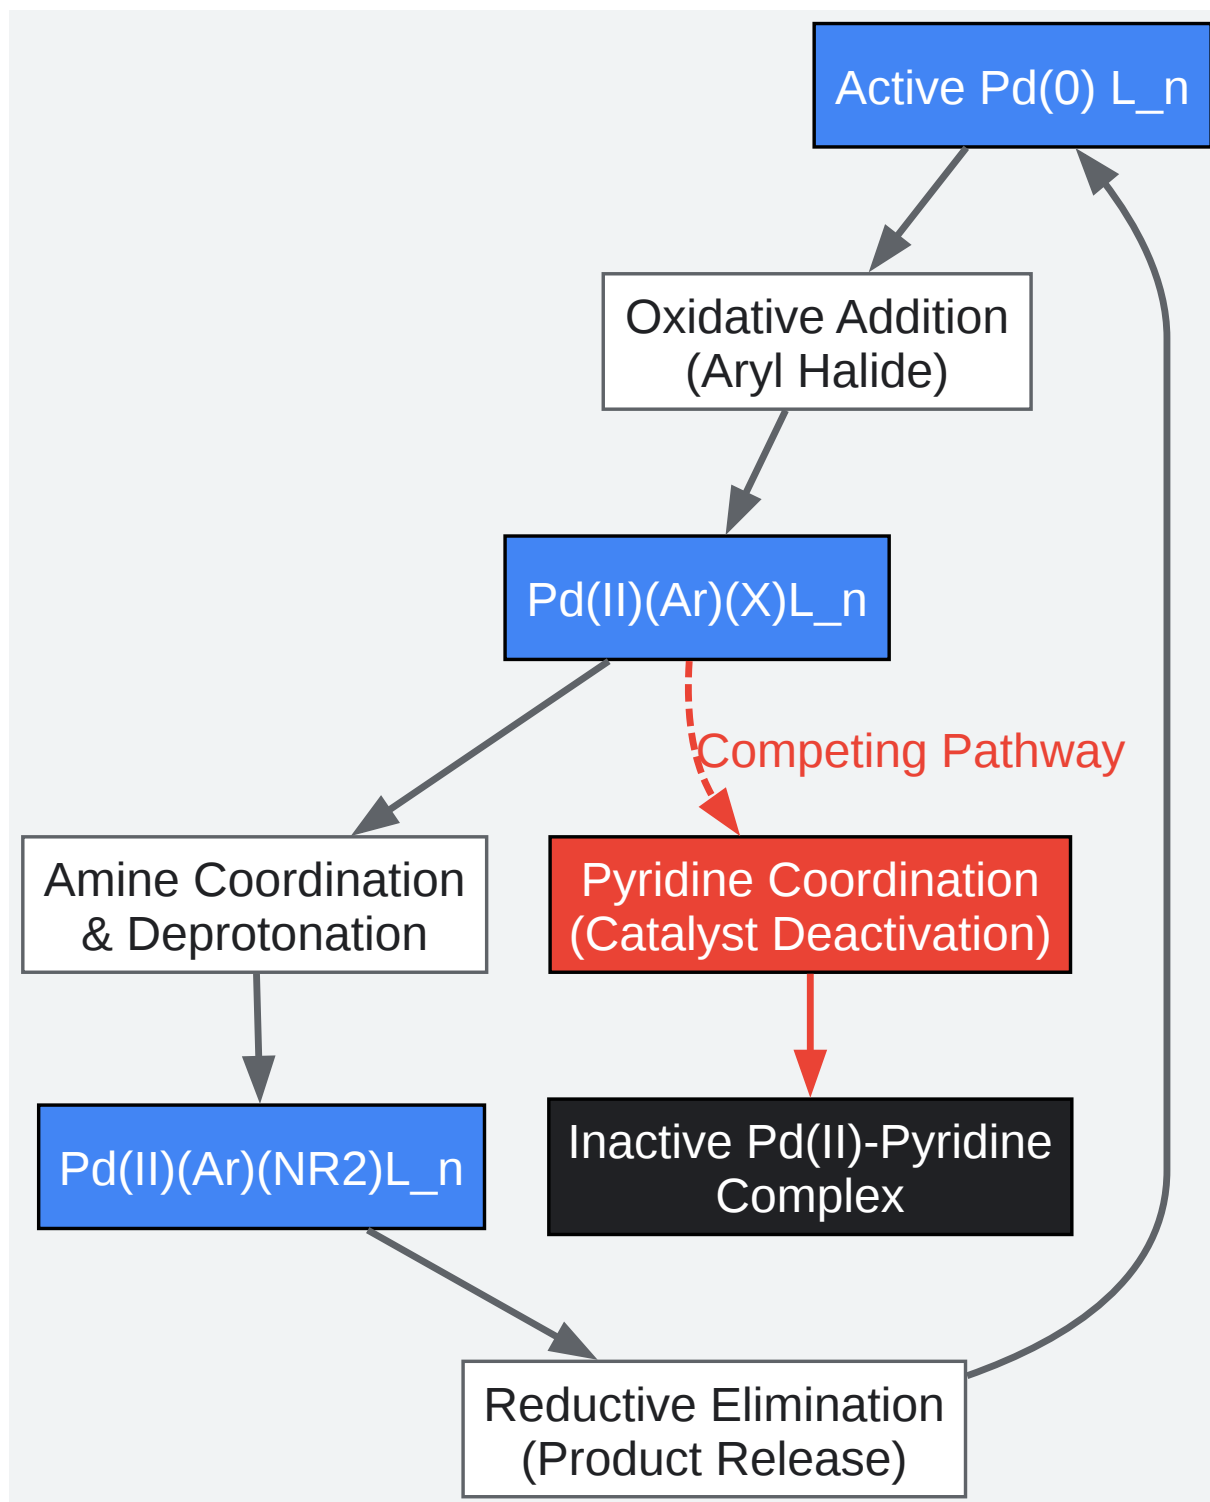 Active Pd(0) L_n
Oxidative Addition
(Aryl Halide)
Pd(II)(Ar)(X)L_n
Competing Pathway
Amine Coordination
& Deprotonation
Pyridine Coordination
(Catalyst Deactivation)
Pd(II)(Ar)(NR2)L_n
Inactive Pd(II)-Pyridine
Complex
Reductive Elimination
(Product Release)